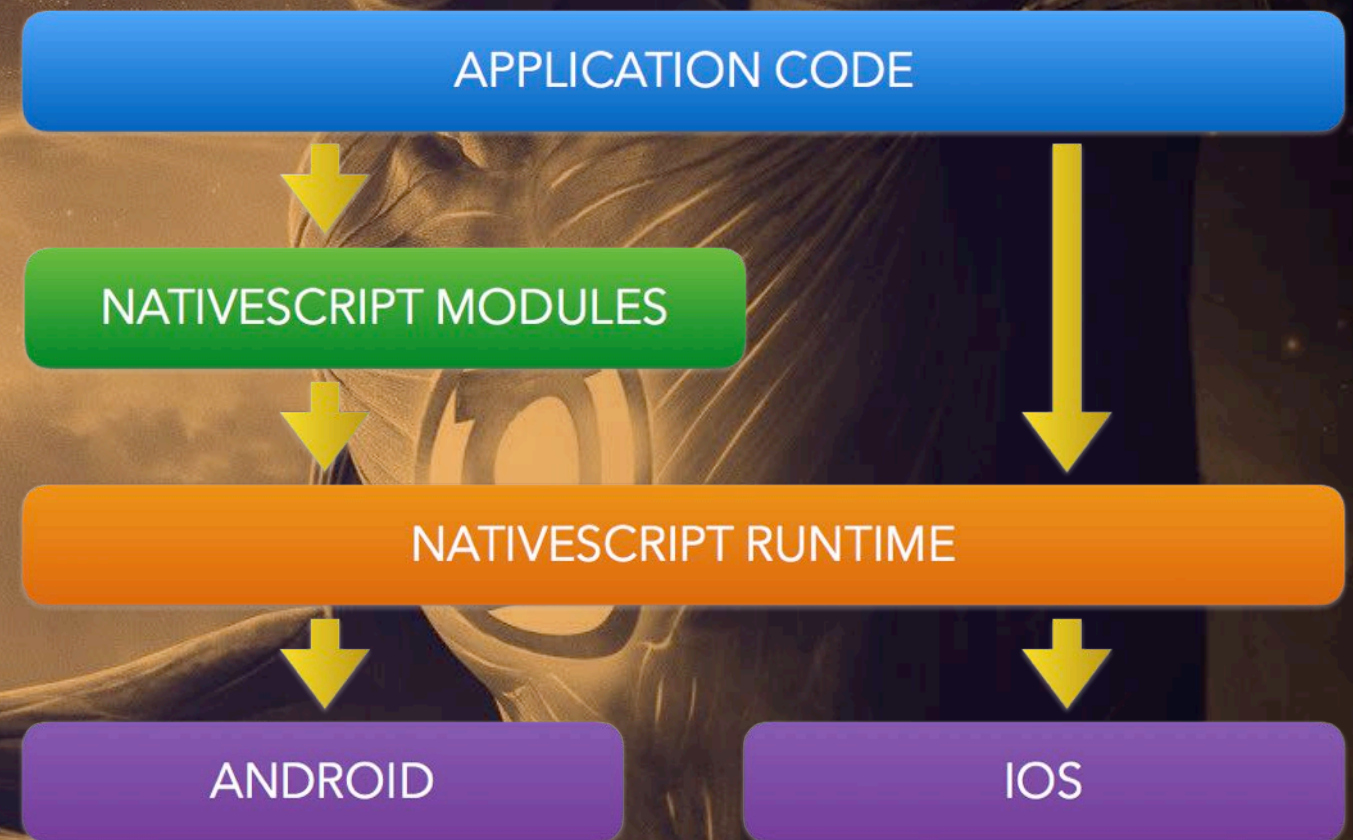 APPLICATION CODE
NATIVESCRIPT MODULES
NATIVESCRIPT RUNTIME
ANDROID
IOS